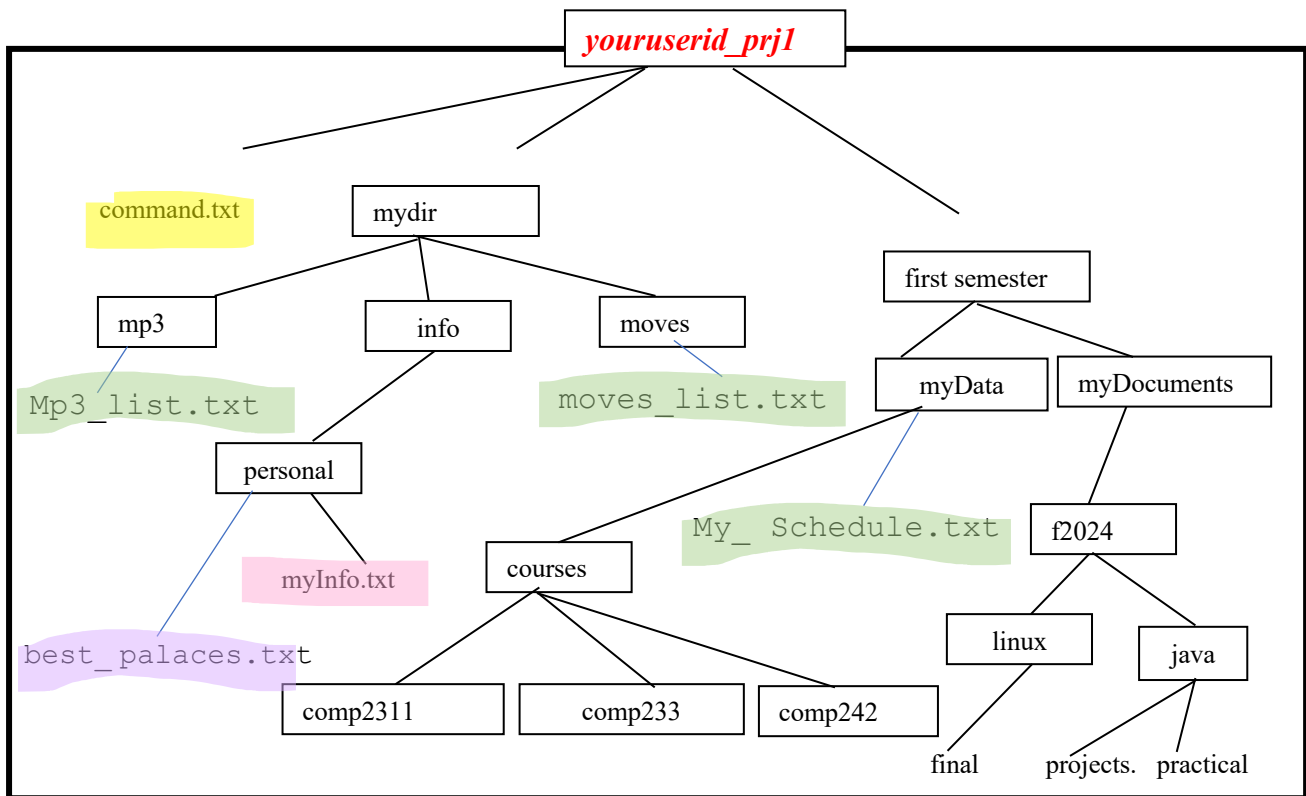 youruserid_prj1
command.txt
mydir
first semester
mp3
info
moves
myData
myDocuments
Mp3_list.txt
moves_list.txt
personal
My_ Schedule.txt
f2024
myInfo.txt
courses
linux
java
best_palaces.txt
comp2311
comp233
comp242
final
projects.
practical